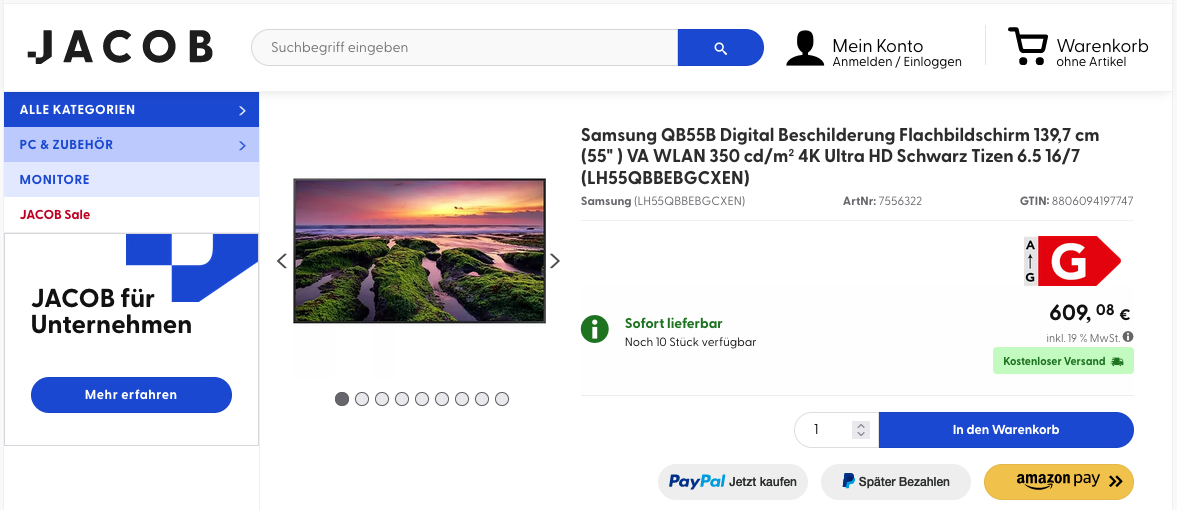 JACOB
Suchbegriff eingeben
Mein Konto
Anmelden / Einloggen
Warenkorb
ohne Artikel
ALLE KATEGORIEN
PC & ZUBEHÖR
MONITORE
JACOB Sale
JACOB für
Unternehmen
Mehr erfahren
Samsung QB55B Digital Beschilderung Flachbildschirm 139,7 cm
(55" ) VA WLAN 350 cd/m² 4K Ultra HD Schwarz Tizen 6.5 16/7
(LH55QBBEBGCXEN)
Samsung (LH55QBBEBGCXEN) ArtNr: 7556322 GTIN: 8806094197747
A
G
G
609, 08 €
inkl. 19 % MwSt.
Kostenloser Versand
Sofort lieferbar
Noch 10 Stück verfügbar
1
In den Warenkorb
PayPal Jetzt kaufen
Später Bezahlen
amazon pay